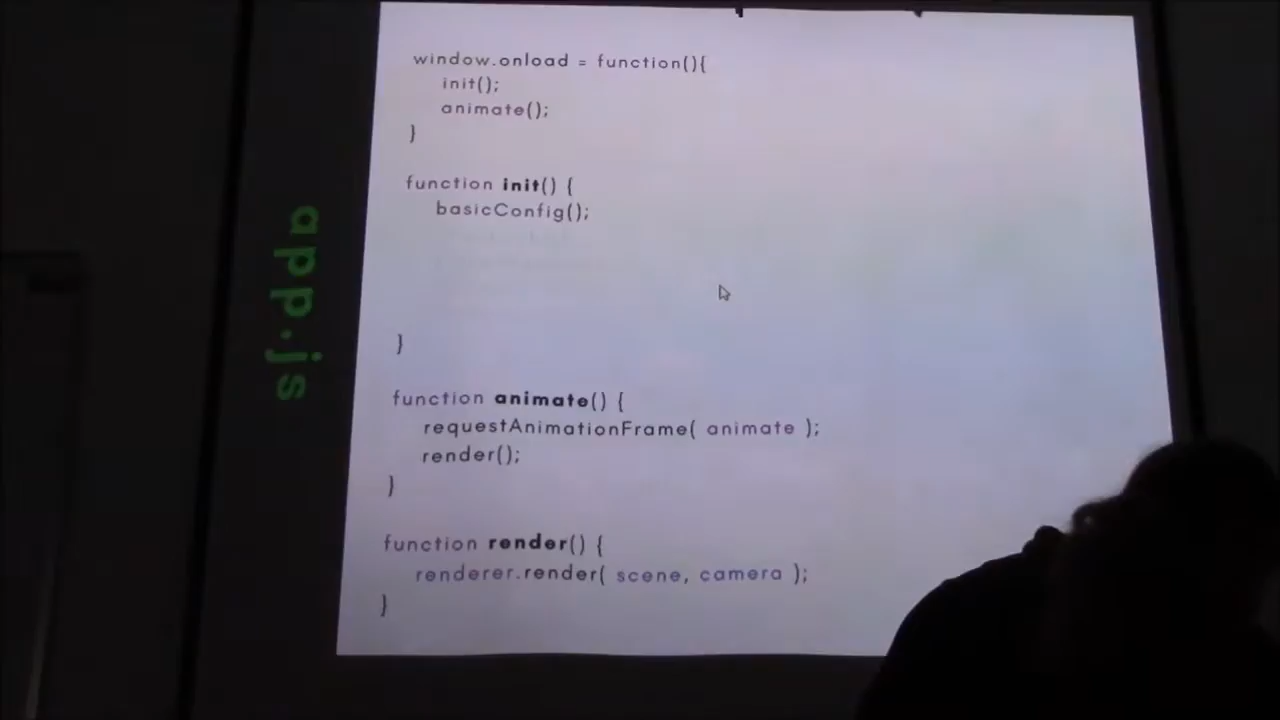 window.onload = function(){
init();
animate();
}
function init() {
basicConfig();
}
function animate() {
requestAnimationFrame( animate );
render();
}
function render() {
renderer.render( scene, camera );
}
app.js